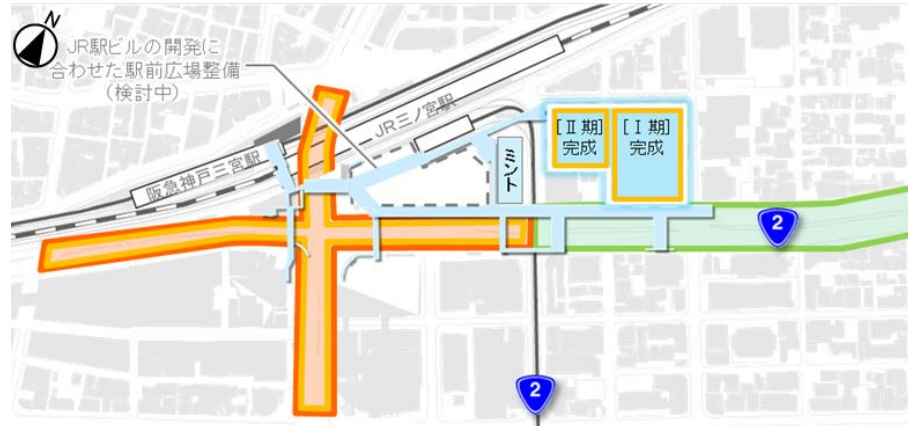 N
JR駅ビルの開発に
合わせた駅前広場整備
(検討中)
JR三ノ宮駅
阪急神戸三宮駅
ミント
[Ⅱ期]
完成
[Ⅰ期]
完成
2
2